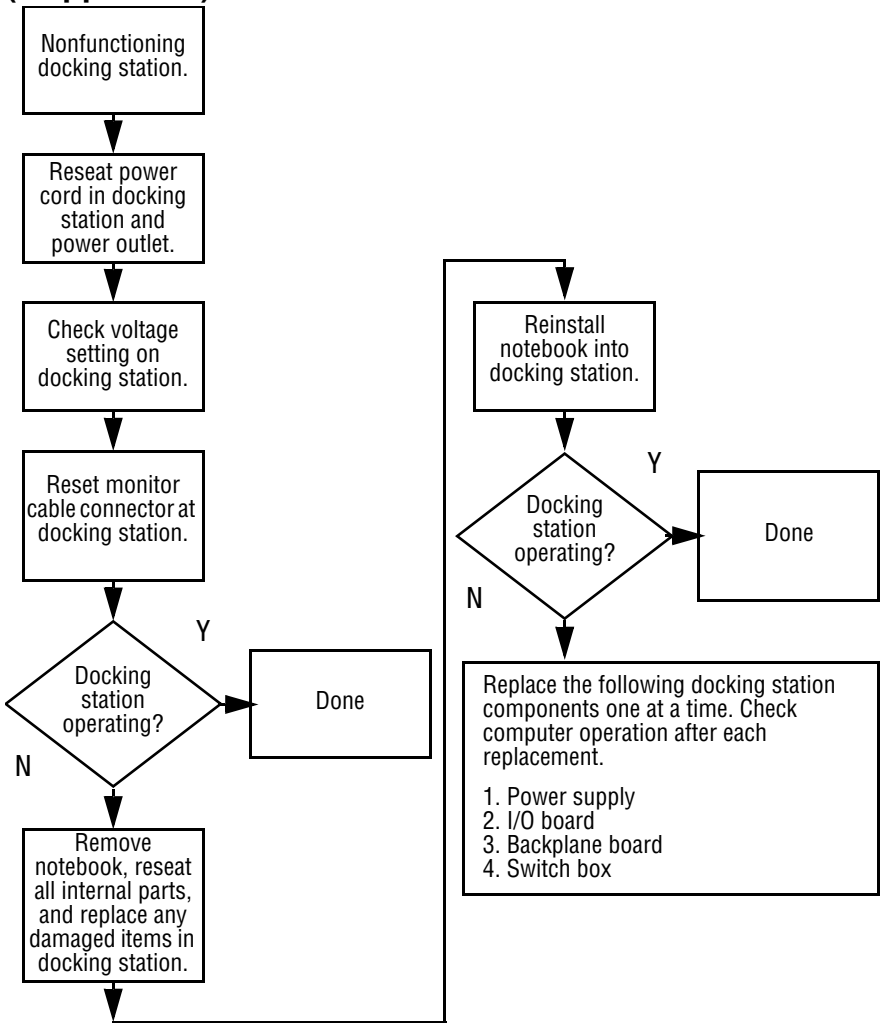 Nonfunctioning
docking station.
Reseat power
cord in docking
station and
power outlet.
Check voltage
setting on
docking station.
Reset monitor
cable connector at
docking station.
Docking
station
operating?
Y
Done
N
Remove
notebook, reseat
all internal parts,
and replace any
damaged items in
docking station.
Reinstall
notebook into
docking station.
Docking
station
operating?
Y
Done
N
Replace the following docking station
components one at a time. Check
computer operation after each
replacement.
1. Power supply
2. I/O board
3. Backplane board
4. Switch box